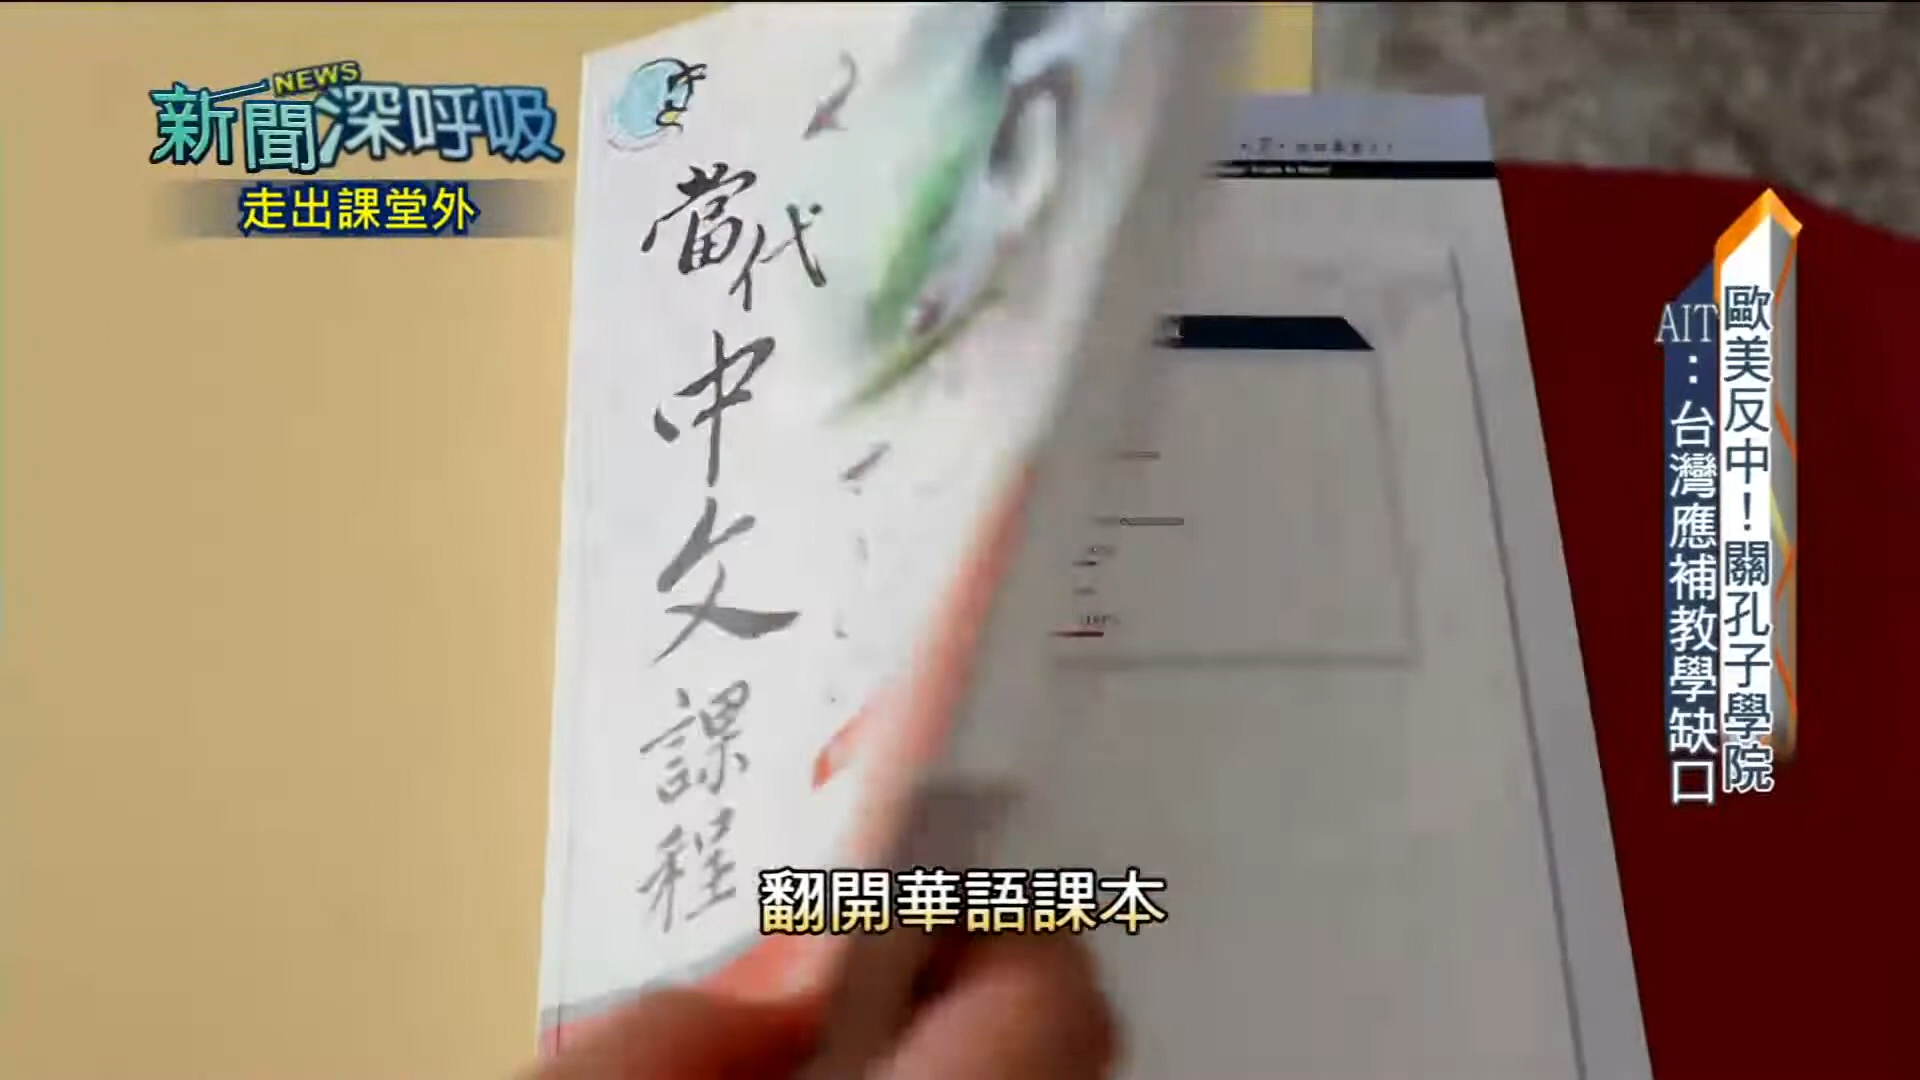 NEWS
新聞深呼吸
走出課堂外
當代
中文
課程
歐美反中！關孔子學院
AIT：台灣應補教學缺口
翻開華語課本